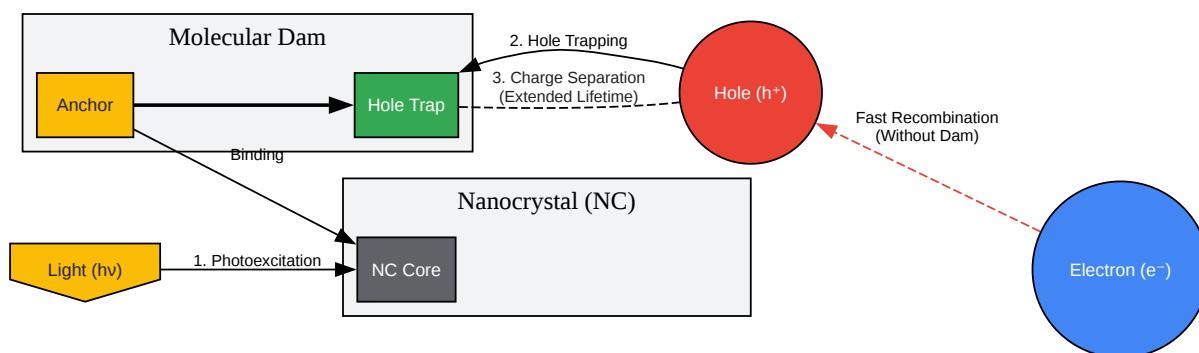 Molecular Dam
Anchor
Hole Trap
2. Hole Trapping
3. Charge Separation
(Extended Lifetime)
Hole (h⁺)
Fast Recombination
(Without Dam)
Binding
Nanocrystal (NC)
Light (hν)
1. Photoexcitation
NC Core
Electron (e⁻)